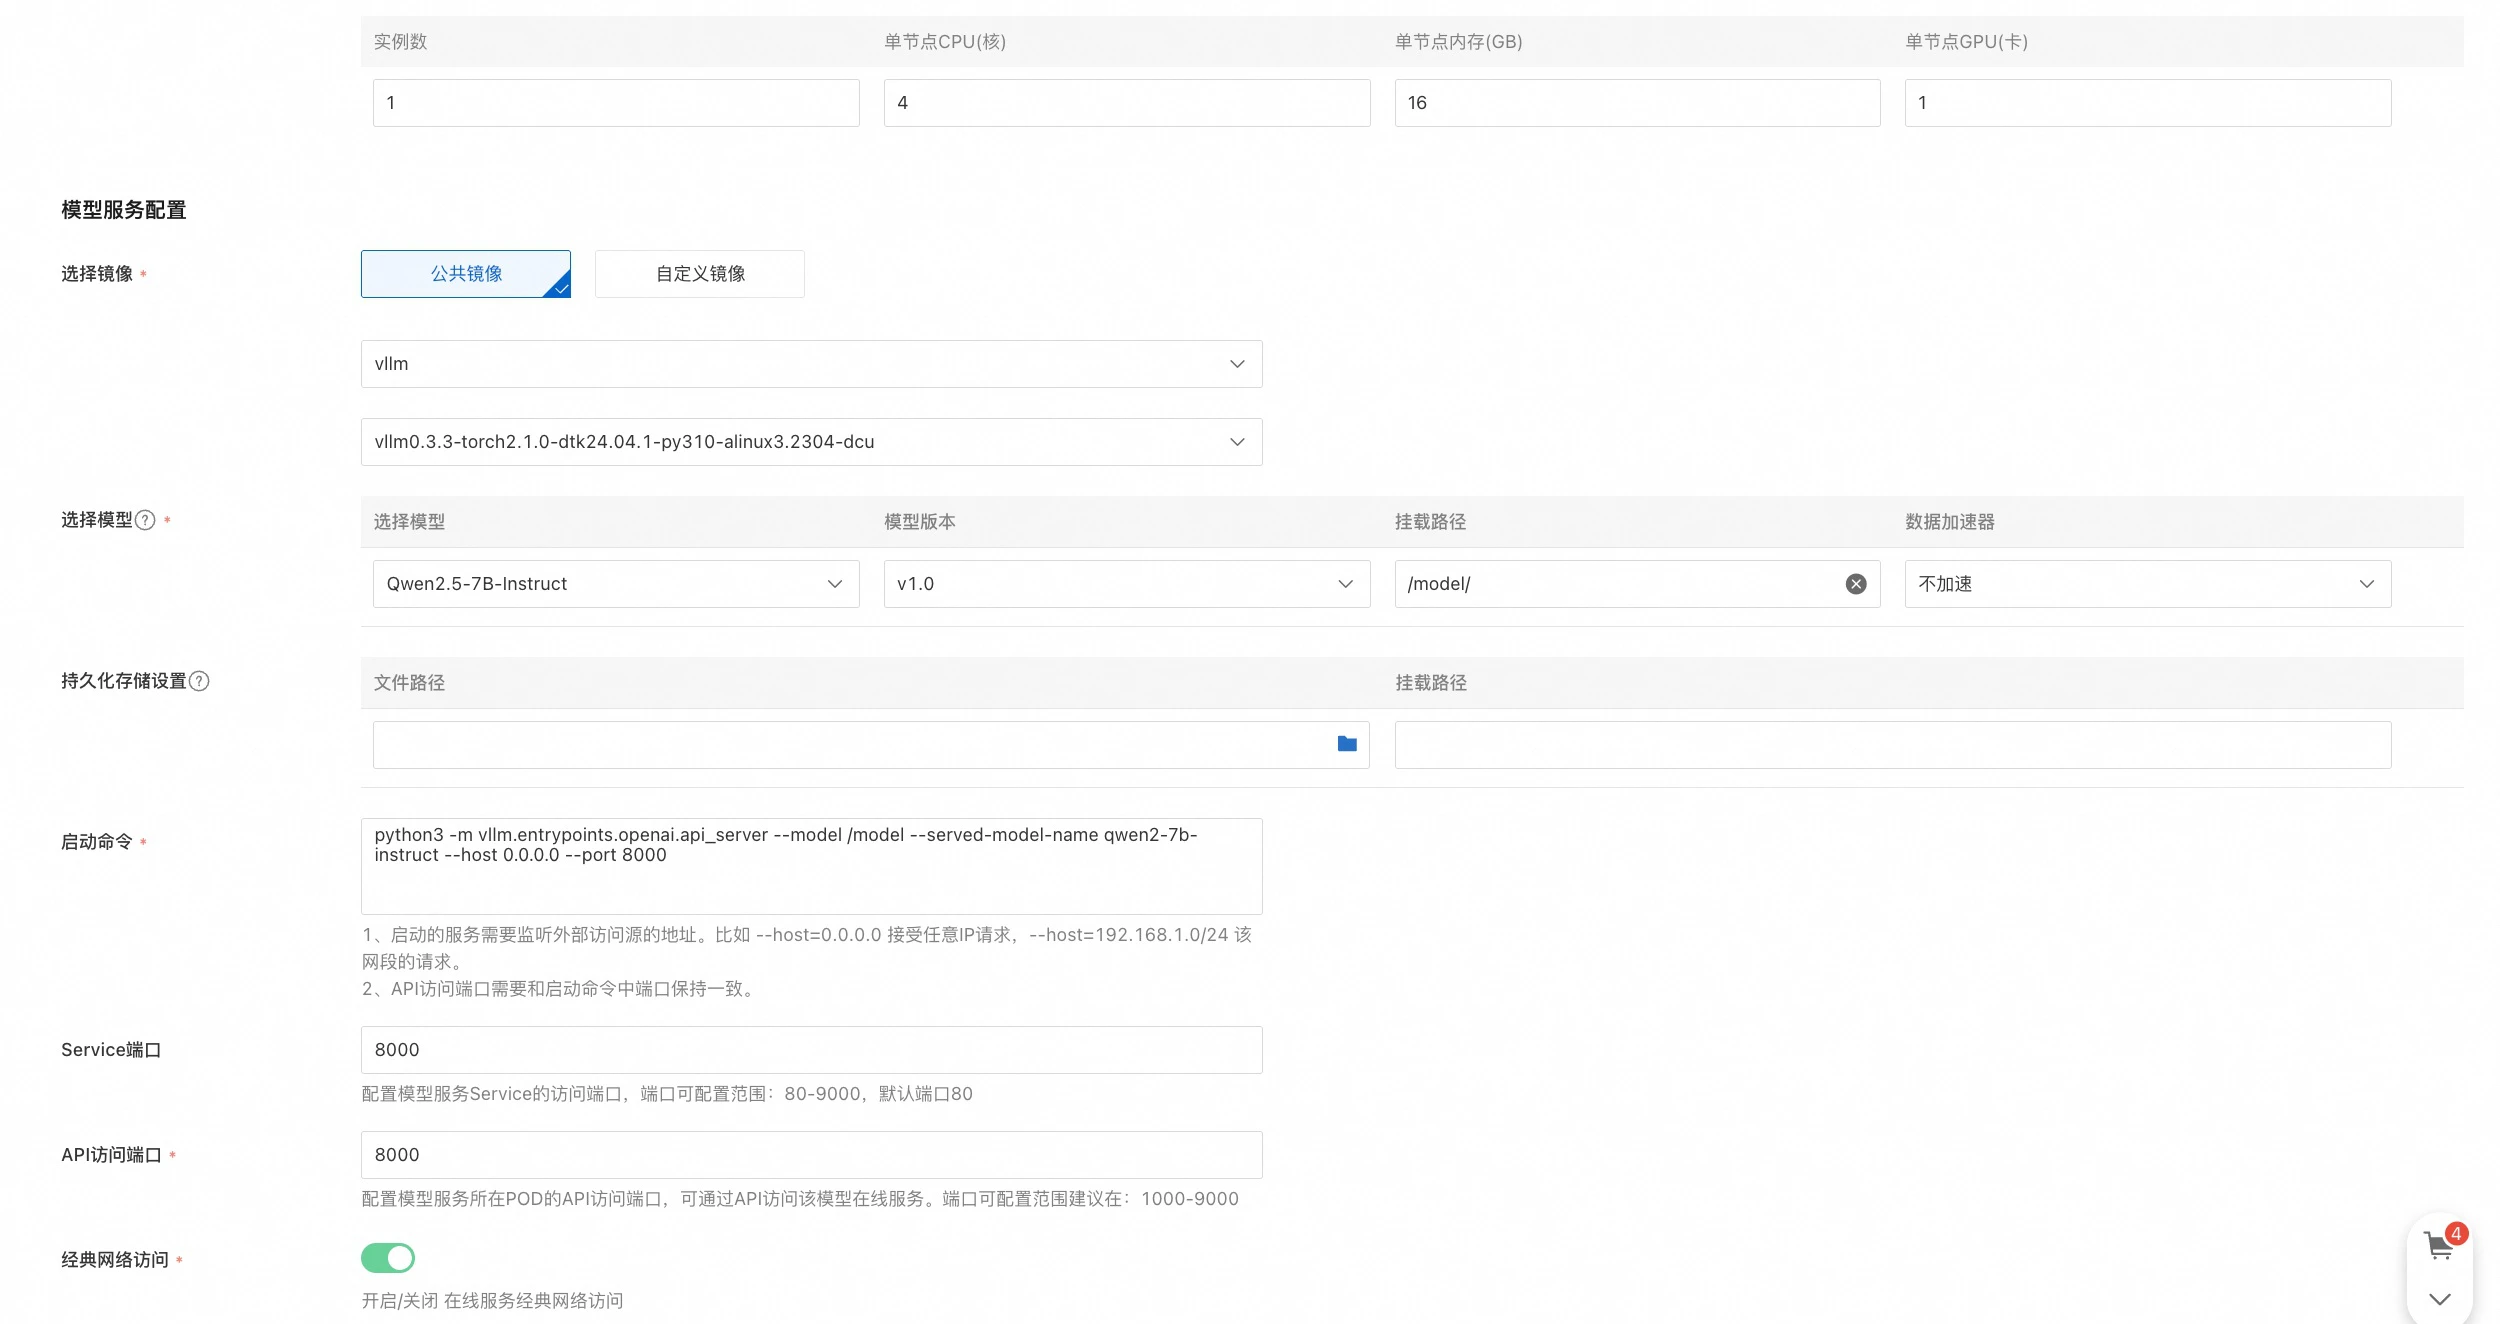 实例数 单节点CPU(核) 单节点内存(GB) 单节点GPU(卡)
1 4 16 1
模型服务配置
选择镜像 * 公共镜像 自定义镜像
vllm
vllm0.3.3-torch2.1.0-dtk24.04.1-py310-alinux3.2304-dcu
选择模型? * 选择模型 模型版本 挂载路径 数据加速器
Qwen2.5-7B-Instruct v1.0 /model/ 不加速
持久化存储设置? 文件路径 挂载路径
启动命令 * python3 -m vllm.entrypoints.openai.api_server --model /model --served-model-name qwen2-7b-
instruct --host 0.0.0.0 --port 8000
1、启动的服务需要监听外部访问源的地址。比如 --host=0.0.0.0 接受任意IP请求，--host=192.168.1.0/24 该
网段的请求。
2、API访问端口需要和启动命令中端口保持一致。
Service端口 8000
配置模型服务Service的访问端口，端口可配置范围：80-9000，默认端口80
API访问端口 * 8000
配置模型服务所在POD的API访问端口，可通过API访问该模型在线服务。端口可配置范围建议在：1000-9000
4
经典网络访问 *
开启/关闭 在线服务经典网络访问